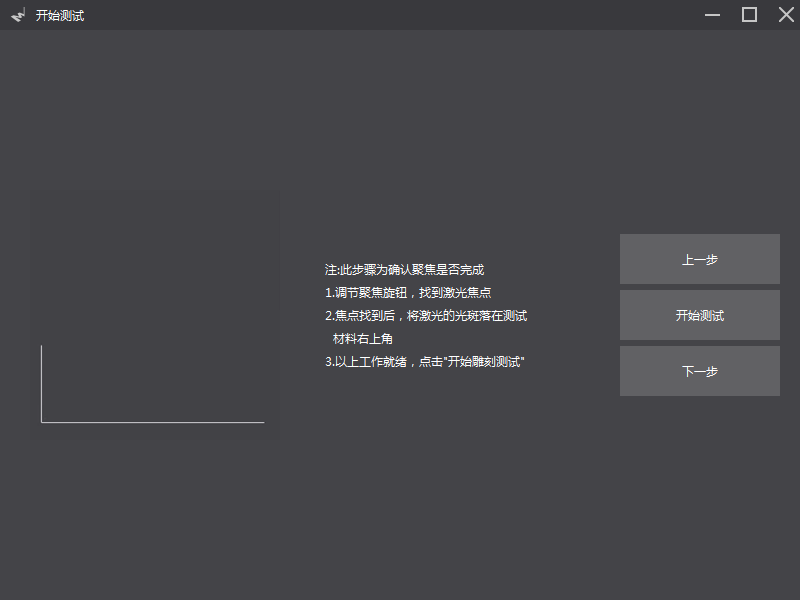 开始测试
注:此步骤为确认聚焦是否完成
1.调节聚焦旋钮，找到激光焦点
2.焦点找到后，将激光的光斑落在测试
材料右上角
3.以上工作就绪，点击"开始雕刻测试"
上一步
开始测试
下一步